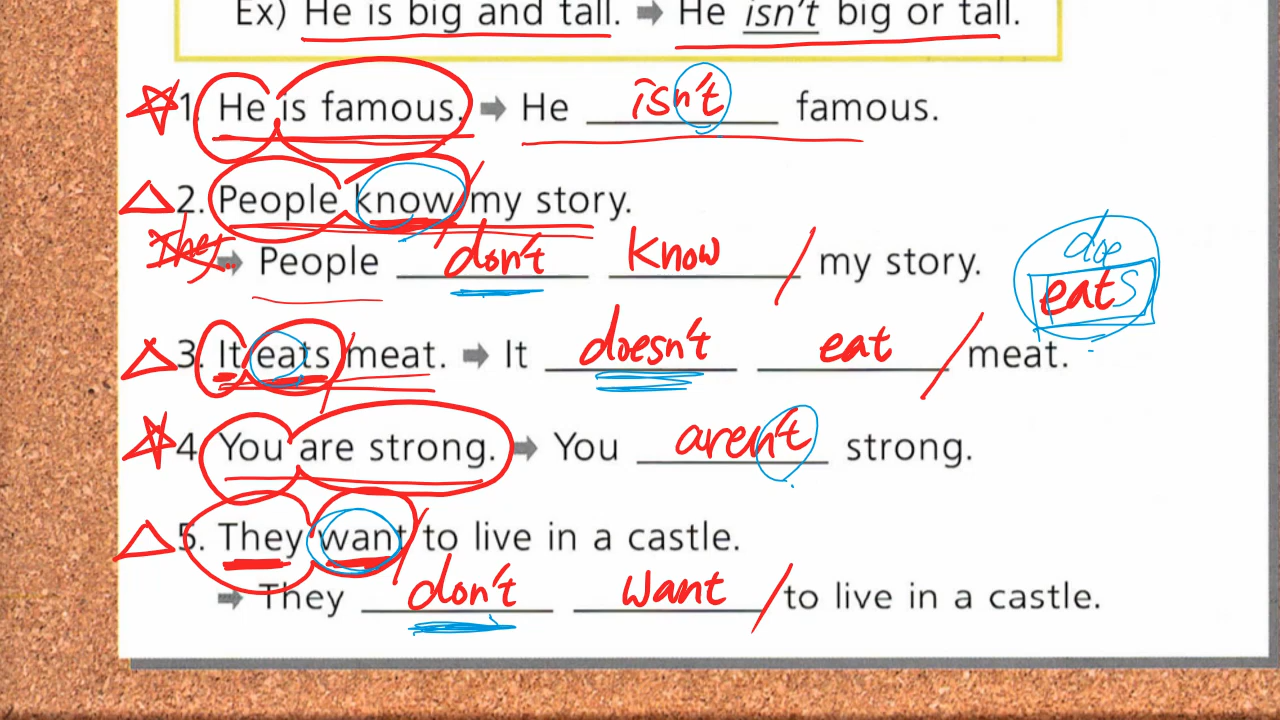 Ex) He is big and tall. ➡ He isn't big or tall.
1. He is famous. ➡ He isn't famous.
2. People know my story.
They
➡ People don't know my story.
do
eats
3. It eats meat. ➡ It doesn't eat meat.
4. You are strong. ➡ You aren't strong.
5. They want to live in a castle.
➡ They don't want to live in a castle.